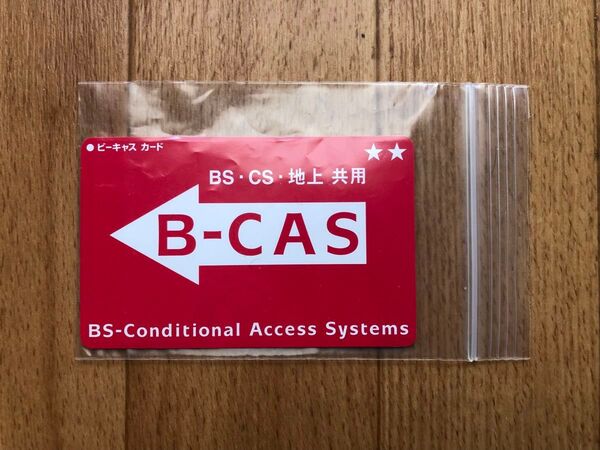 ●ビーキャス カード
★★
BS・CS・地上 共用
B-CAS
BS-Conditional Access Systems